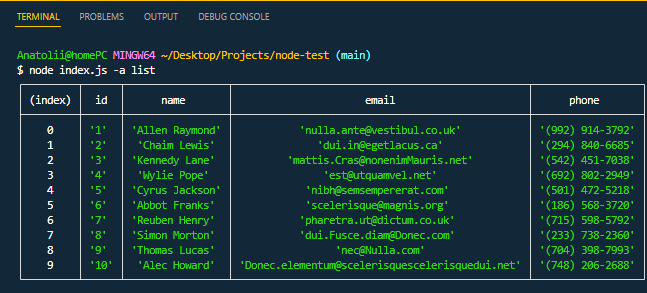 TERMINAL PROBLEMS OUTPUT DEBUG CONSOLE
Anatolii@homePC MINGW64 ~/Desktop/Projects/node-test (main)
$ node index.js -a list
(index) id name email phone
0 '1' 'Allen Raymond' 'nulla.ante@vestibul.co.uk' '(992) 914-3792'
1 '2' 'Chaim Lewis' 'dui.in@egetlacus.ca' '(294) 840-6685'
2 '3' 'Kennedy Lane' 'mattis.Cras@nonenimMauris.net' '(542) 451-7038'
3 '4' 'Wylie Pope' 'est@utquamvel.net' '(692) 802-2949'
4 '5' 'Cyrus Jackson' 'nibh@semsempererat.com' '(501) 472-5218'
5 '6' 'Abbot Franks' 'scelerisque@magnis.org' '(186) 568-3720'
6 '7' 'Reuben Henry' 'pharetra.ut@dictum.co.uk' '(715) 598-5792'
7 '8' 'Simon Morton' 'dui.Fusce.diam@Donec.com' '(233) 738-2360'
8 '9' 'Thomas Lucas' 'nec@Nulla.com' '(704) 398-7993'
9 '10' 'Alec Howard' 'Donec.elementum@scelerisquescelerisquedui.net' '(748) 206-2688'